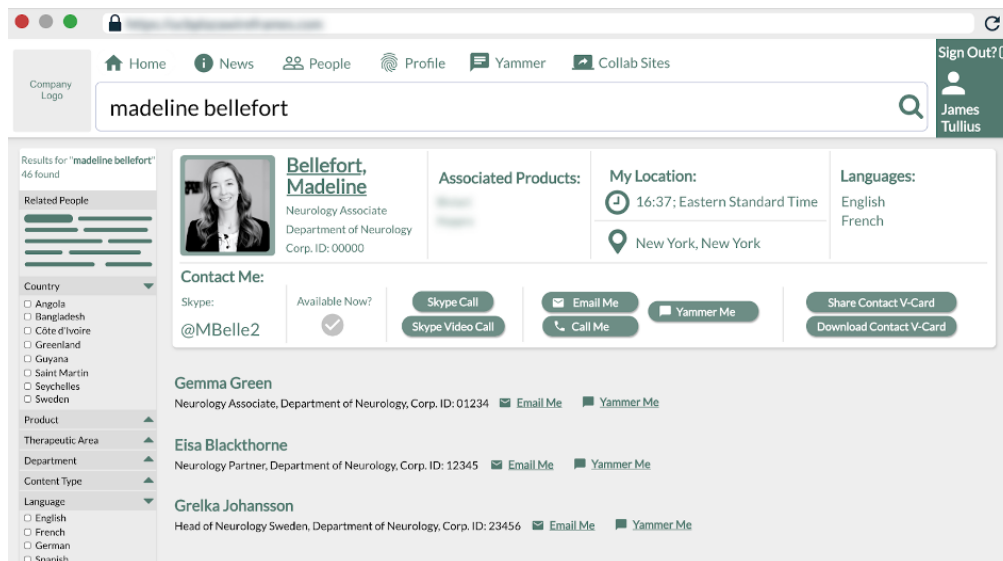 Home
News
People
Profile
Yammer
Collab Sites
Sign Out?
Company
Logo
madeline bellefort
James
Tullius
Results for "madeline bellefort"
46 found
Related People
Country
Angola
Bangladesh
Côte d'Ivoire
Greenland
Guyana
Saint Martin
Seychelles
Sweden
Product
Therapeutic Area
Department
Content Type
Language
English
French
German
Spanish
Bellefort,
Madeline
Neurology Associate
Department of Neurology
Corp. ID: 00000
Associated Products:
My Location:
16:37; Eastern Standard Time
New York, New York
Languages:
English
French
Contact Me:
Skype:
@MBelle2
Available Now?
Skype Call
Skype Video Call
Email Me
Call Me
Yammer Me
Share Contact V-Card
Download Contact V-Card
Gemma Green
Neurology Associate, Department of Neurology, Corp. ID: 01234 Email Me Yammer Me
Eisa Blackthorne
Neurology Partner, Department of Neurology, Corp. ID: 12345 Email Me Yammer Me
Grelka Johansson
Head of Neurology Sweden, Department of Neurology, Corp. ID: 23456 Email Me Yammer Me